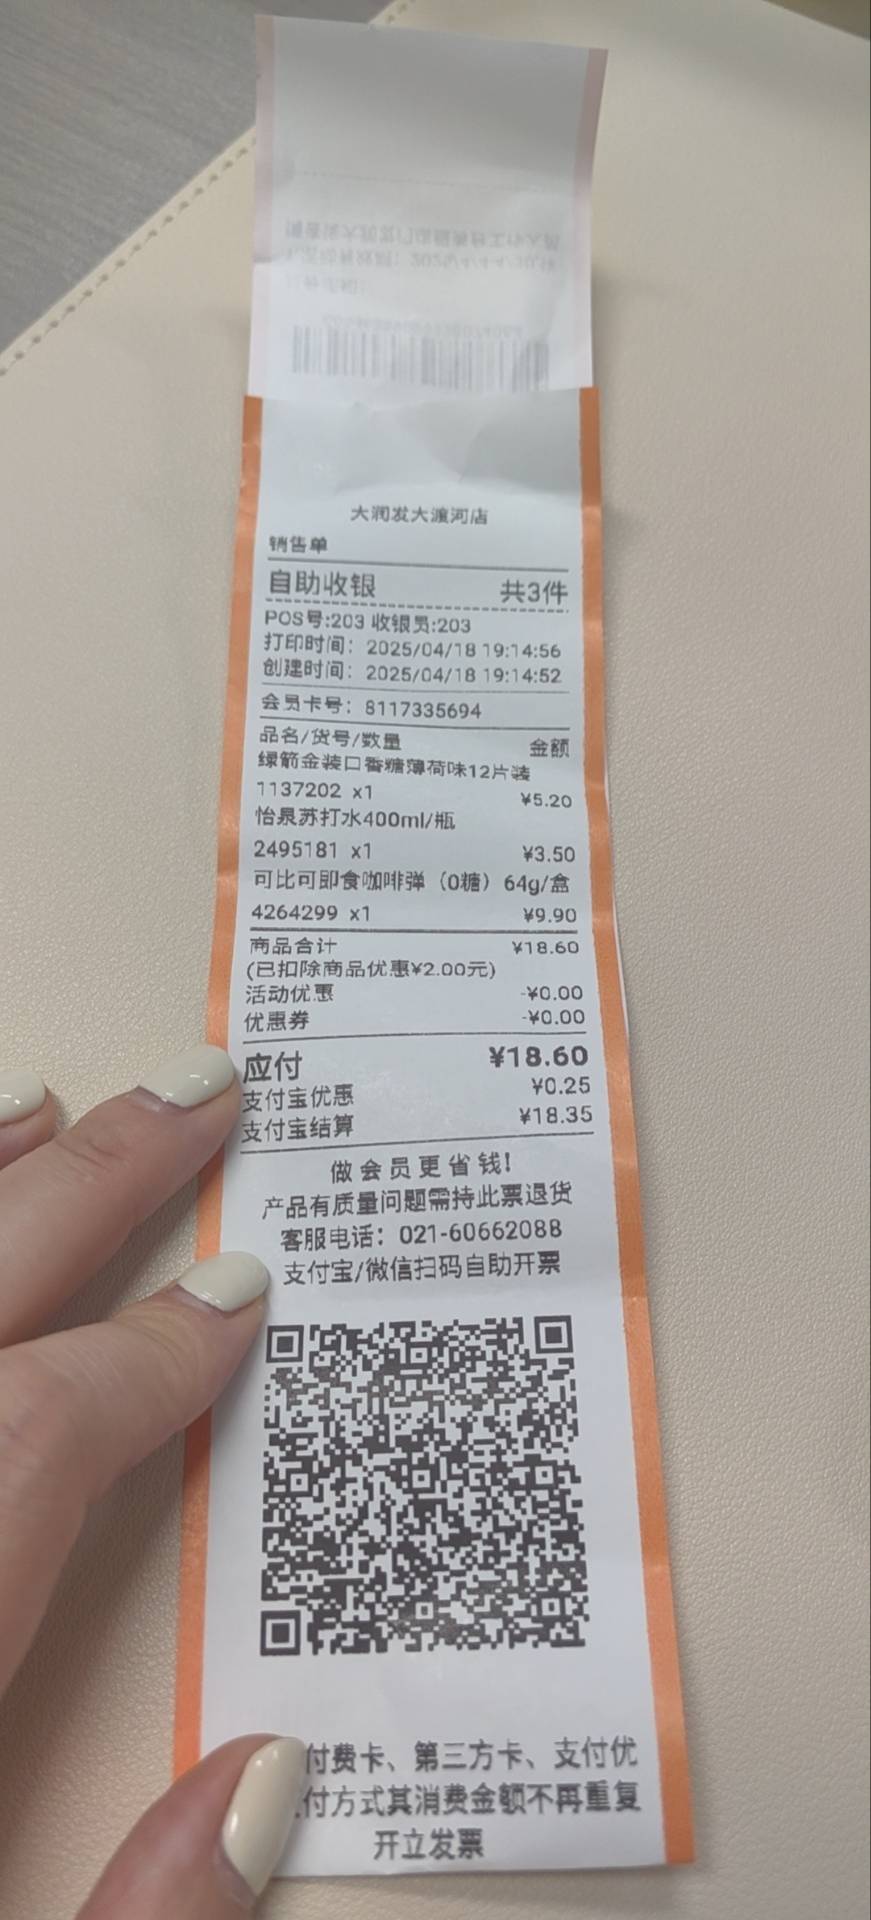 大润发大渡河店
销售单
自助收银 共3件
POS号:203 收银员:203
打印时间: 2025/04/18 19:14:56
创建时间: 2025/04/18 19:14:52
会员卡号: 8117335694
品名/货号/数量 金额
绿箭金装口香糖薄荷味12片装
1137202 x1 ¥5.20
怡泉苏打水400ml/瓶
2495181 x1 ¥3.50
可比可即食咖啡弹（0糖）64g/盒
4264299 x1 ¥9.90
商品合计 ¥18.60
(已扣除商品优惠¥2.00元)
活动优惠 -¥0.00
优惠券 -¥0.00
应付 ¥18.60
支付宝优惠 ¥0.25
支付宝结算 ¥18.35
做会员更省钱!
产品有质量问题需持此票退货
客服电话: 021-60662088
支付宝/微信扫码自助开票
付费卡、第三方卡、支付优
付方式其消费金额不再重复
开立发票